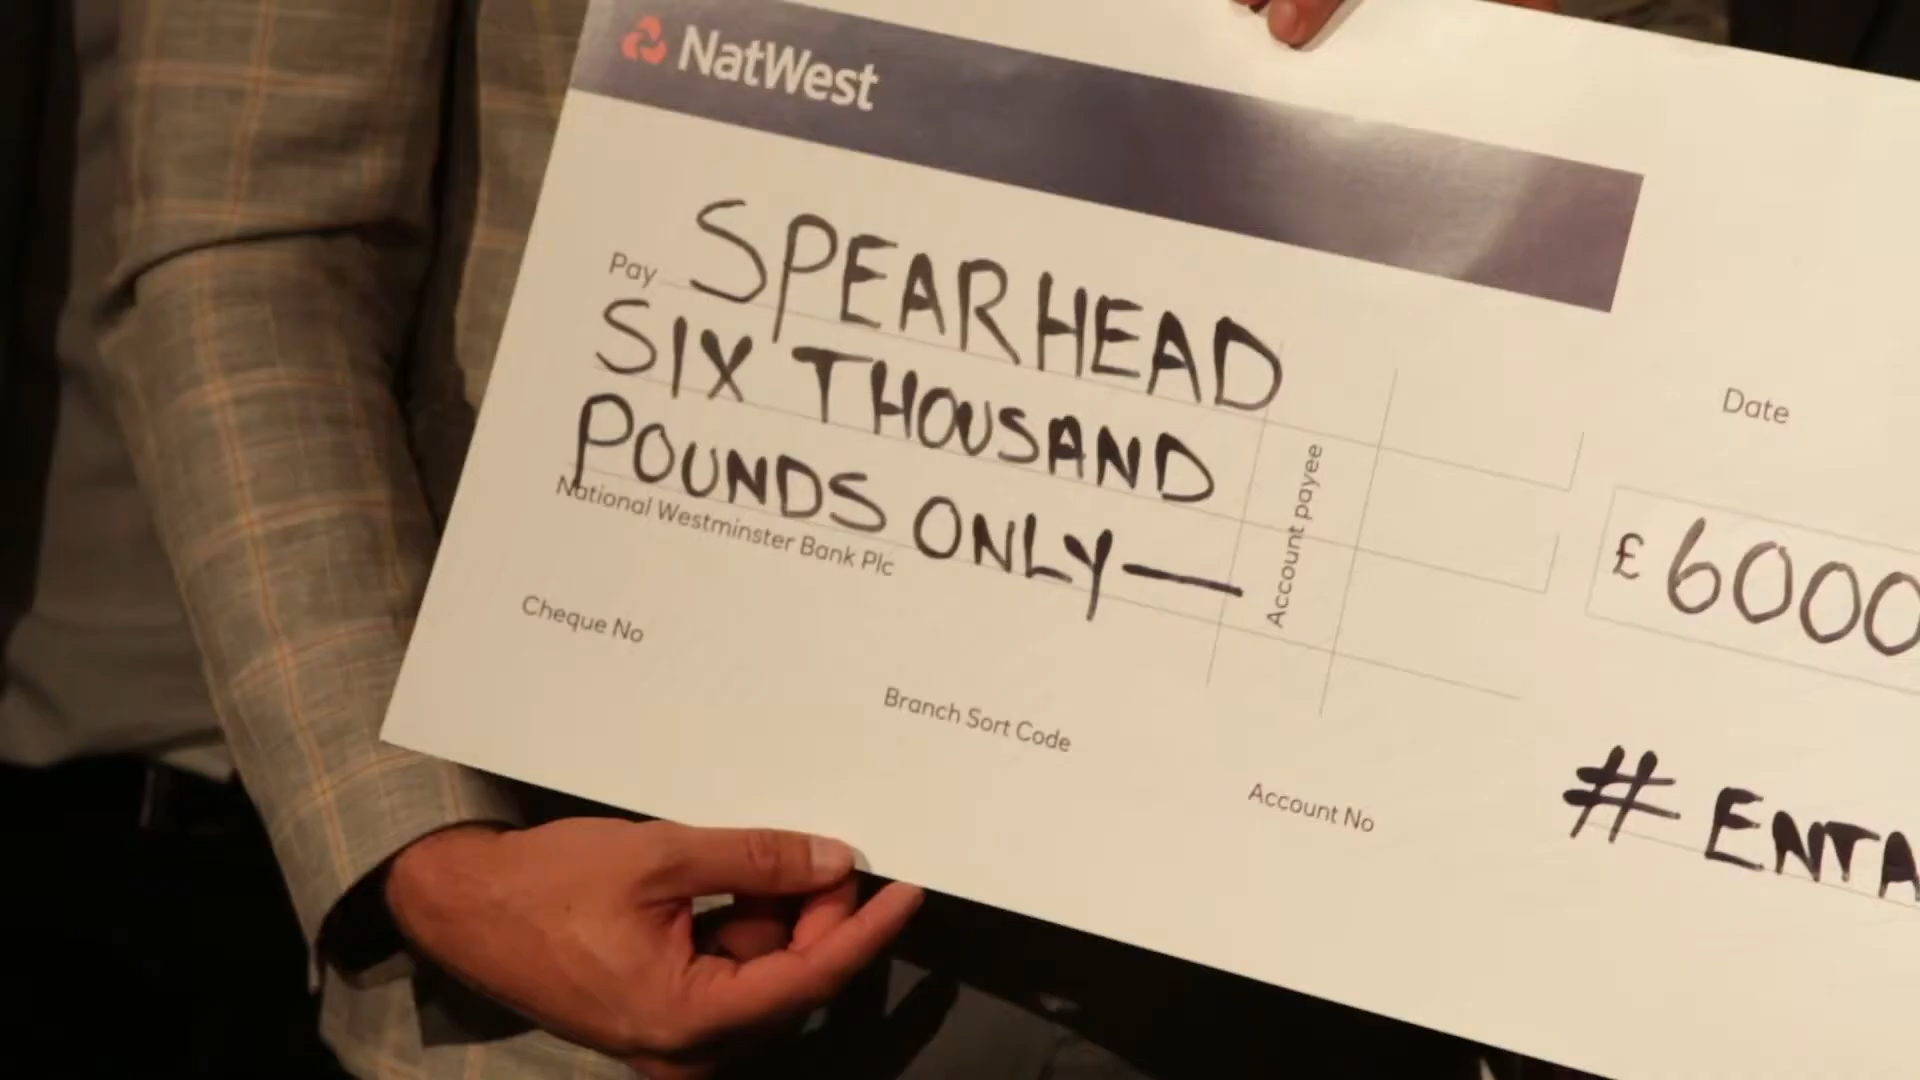 NatWest
Pay SPEARHEAD
SIX THOUSAND
POUNDS ONLY—
National Westminster Bank Plc
Account payee
Date
£ 6000
Cheque No
Branch Sort Code
Account No
# ENTA